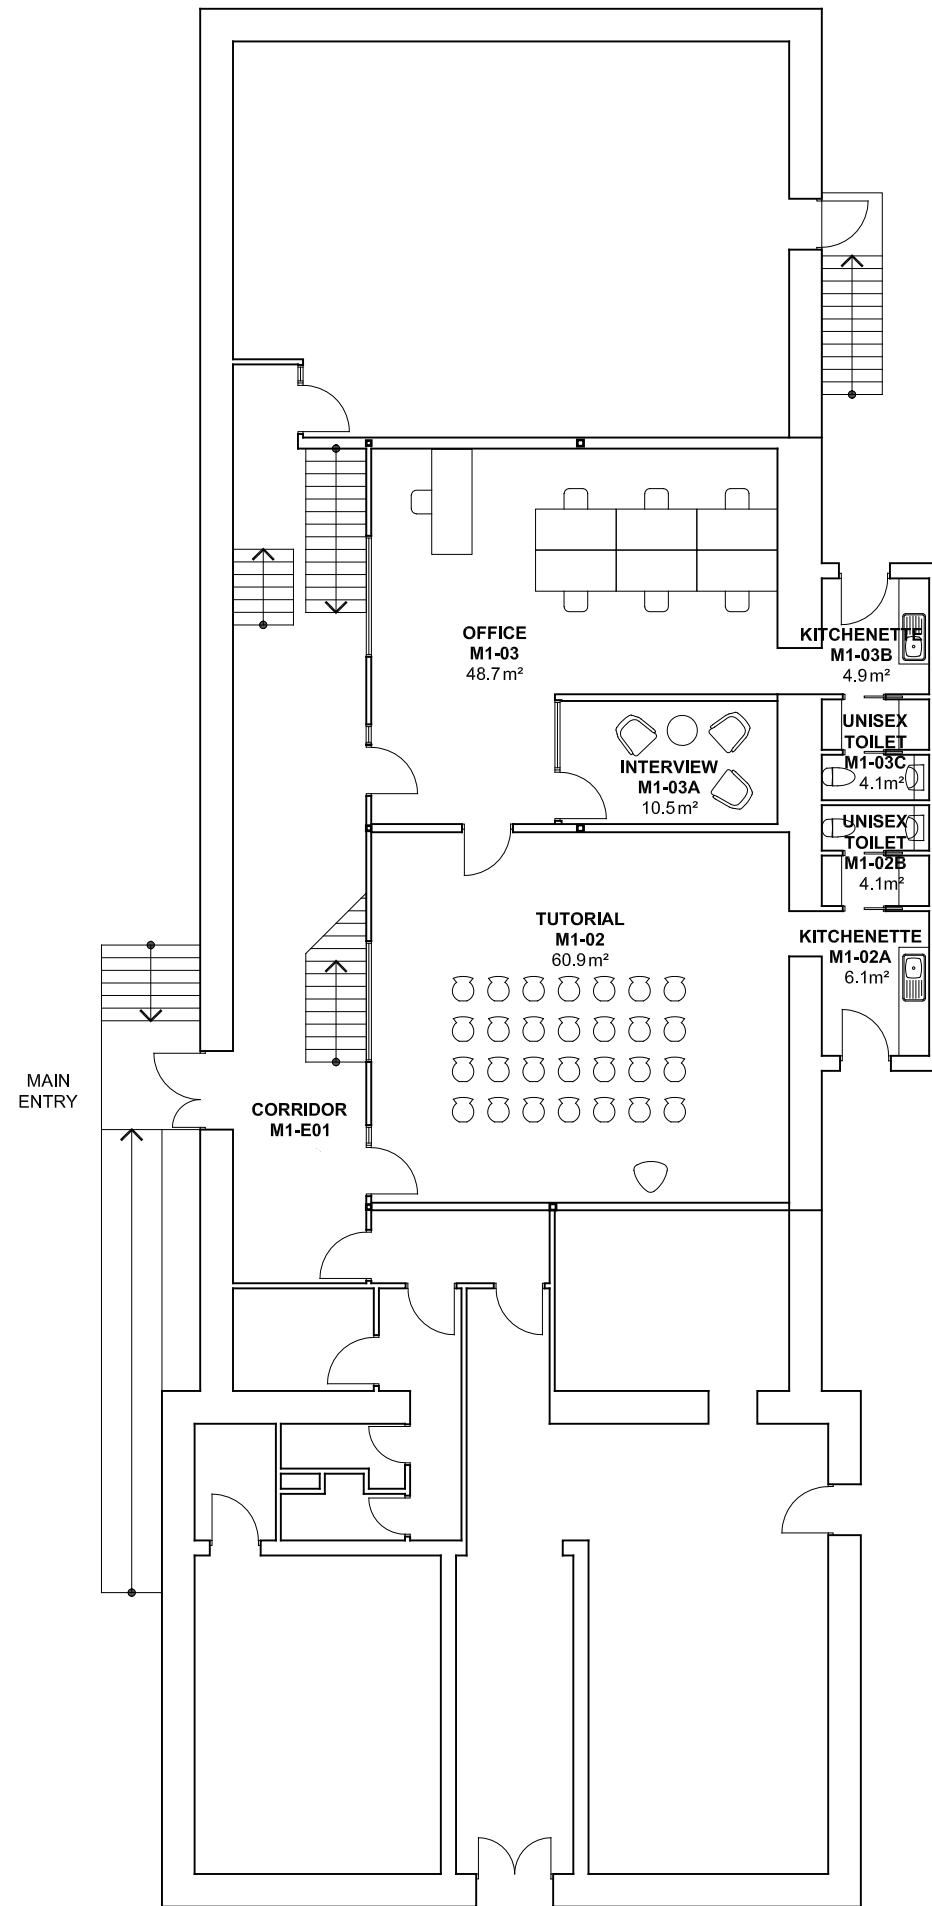 OFFICE
M1-03
48.7m²
KITCHENETTE
M1-03B
4.9m²
UNISEX
TOILET
M1-03C
4.1m²
INTERVIEW
M1-03A
10.5m²
UNISEX
TOILET
M1-02B
4.1m²
TUTORIAL
M1-02
60.9m²
KITCHENETTE
M1-02A
6.1m²
MAIN
ENTRY
CORRIDOR
M1-E01